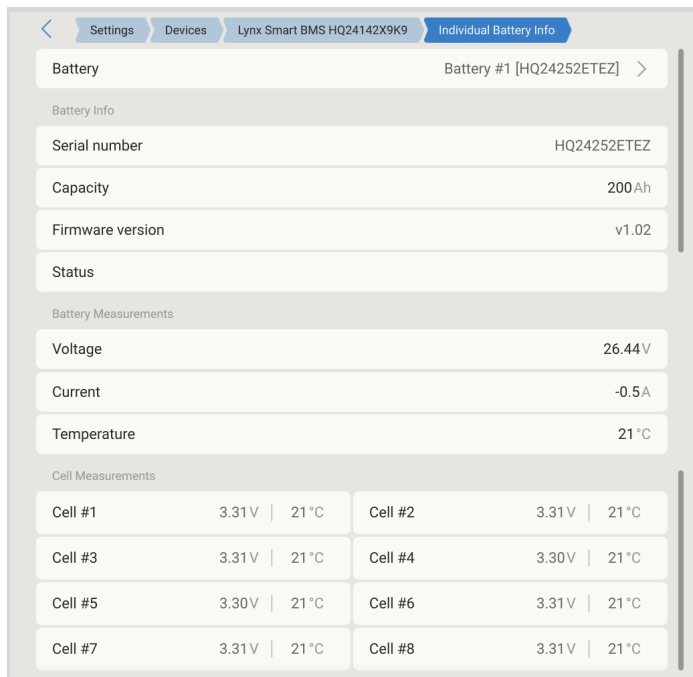 Settings Devices Lynx Smart BMS HQ24142X9K9 Individual Battery Info
Battery Battery #1 [HQ24252ETEZ]
Battery Info
Serial number HQ24252ETEZ
Capacity 200Ah
Firmware version v1.02
Status
Battery Measurements
Voltage 26.44V
Current -0.5A
Temperature 21°C
Cell Measurements
Cell #1 3.31V 21°C Cell #2 3.31V 21°C
Cell #3 3.31V 21°C Cell #4 3.30V 21°C
Cell #5 3.30V 21°C Cell #6 3.31V 21°C
Cell #7 3.31V 21°C Cell #8 3.31V 21°C